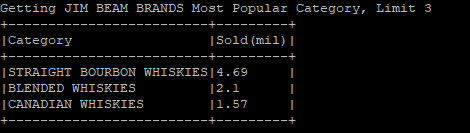 Getting JIM BEAM BRANDS Most Popular Category, Limit 3
+-------------------------+---------+
|Category                 |Sold(mil)|
+-------------------------+---------+
|STRAIGHT BOURBON WHISKIES|4.69     |
|BLENDED WHISKIES         |2.1      |
|CANADIAN WHISKIES        |1.57     |
+-------------------------+---------+